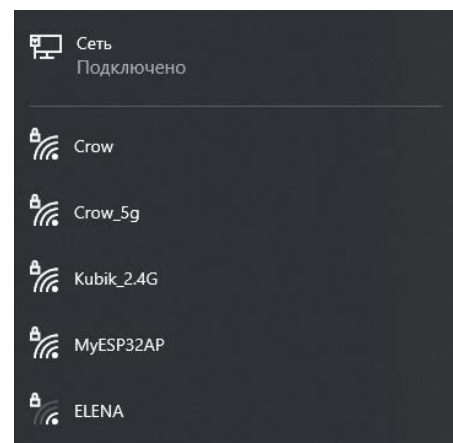 Сеть
Подключено
Crow
Crow_5g
Kubik_2.4G
MyESP32AP
ELENA